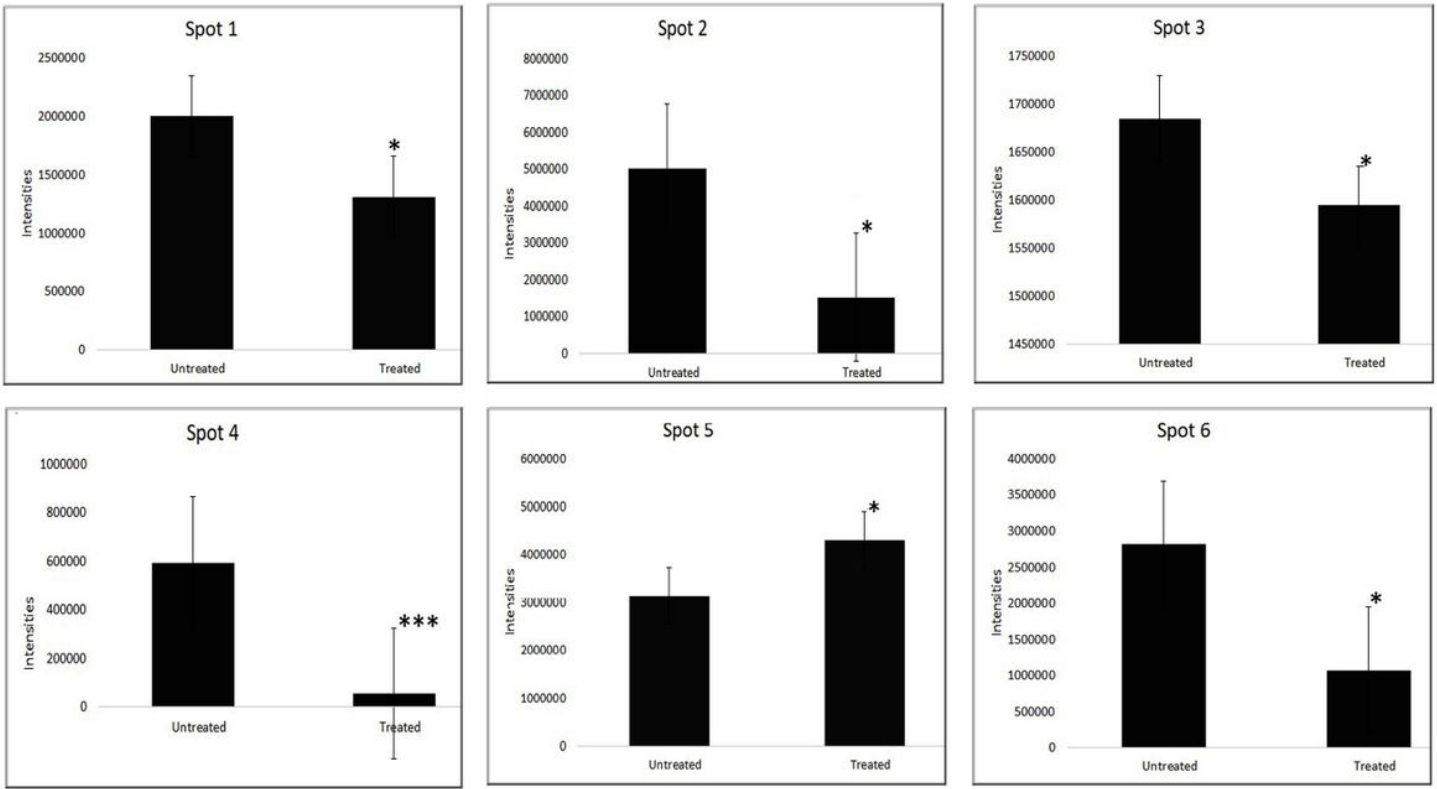 Spot 1
2500000
2000000
1500000
1000000
500000
0
Intensities
*
Untreated
Treated
Spot 2
8000000
7000000
6000000
5000000
4000000
3000000
2000000
1000000
0
Intensities
*
Untreated
Treated
Spot 3
1750000
1700000
1650000
1600000
1550000
1500000
1450000
Intensities
*
Untreated
Treated
Spot 4
1000000
800000
600000
400000
200000
0
Intensities
***
Untreated
Treated
Spot 5
6000000
5000000
4000000
3000000
2000000
1000000
0
Intensities
*
Untreated
Treated
Spot 6
4000000
3500000
3000000
2500000
2000000
1500000
1000000
500000
0
Intensities
*
Untreated
Treated